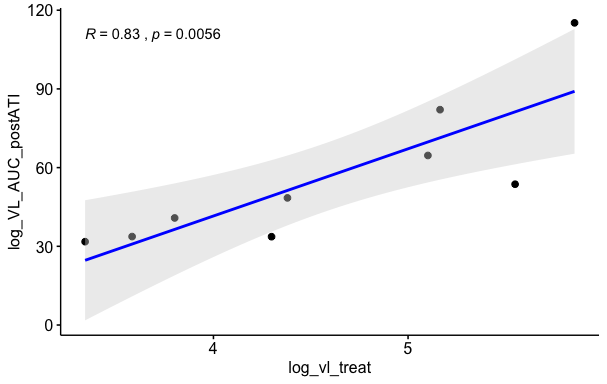 120
R = 0.83 , p = 0.0056
90
60
30
0
log_VL_AUC_postATI
4
5
log_vl_treat